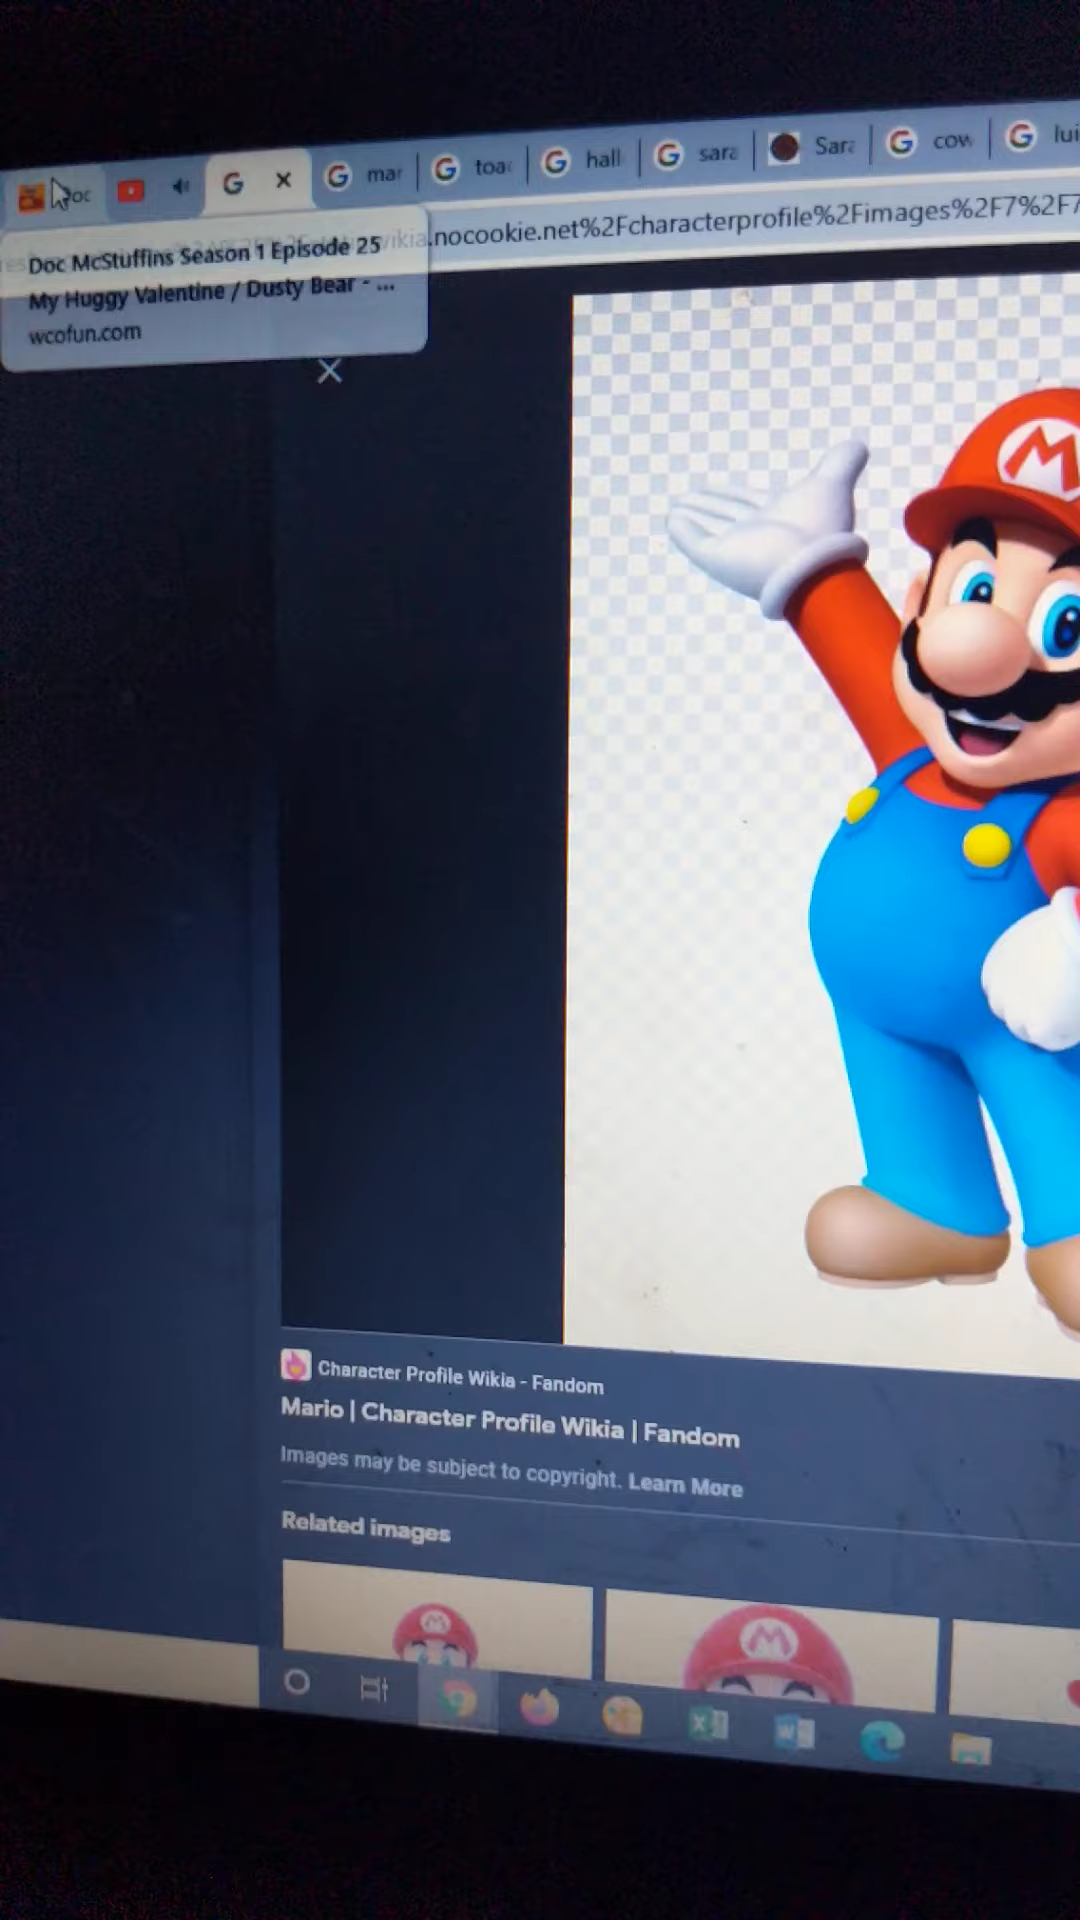 Doc
mar
toa
hall
sara
Sara
cow
lui
.nocookie.net%2Fcharacterprofile%2Fimages%2F7%2F7
Doc McStuffins Season 1 Episode 25
My Huggy Valentine / Dusty Bear - ...
wcofun.com
M
Character Profile Wikia - Fandom
Mario | Character Profile Wikia | Fandom
Images may be subject to copyright. Learn More
Related images
M
M